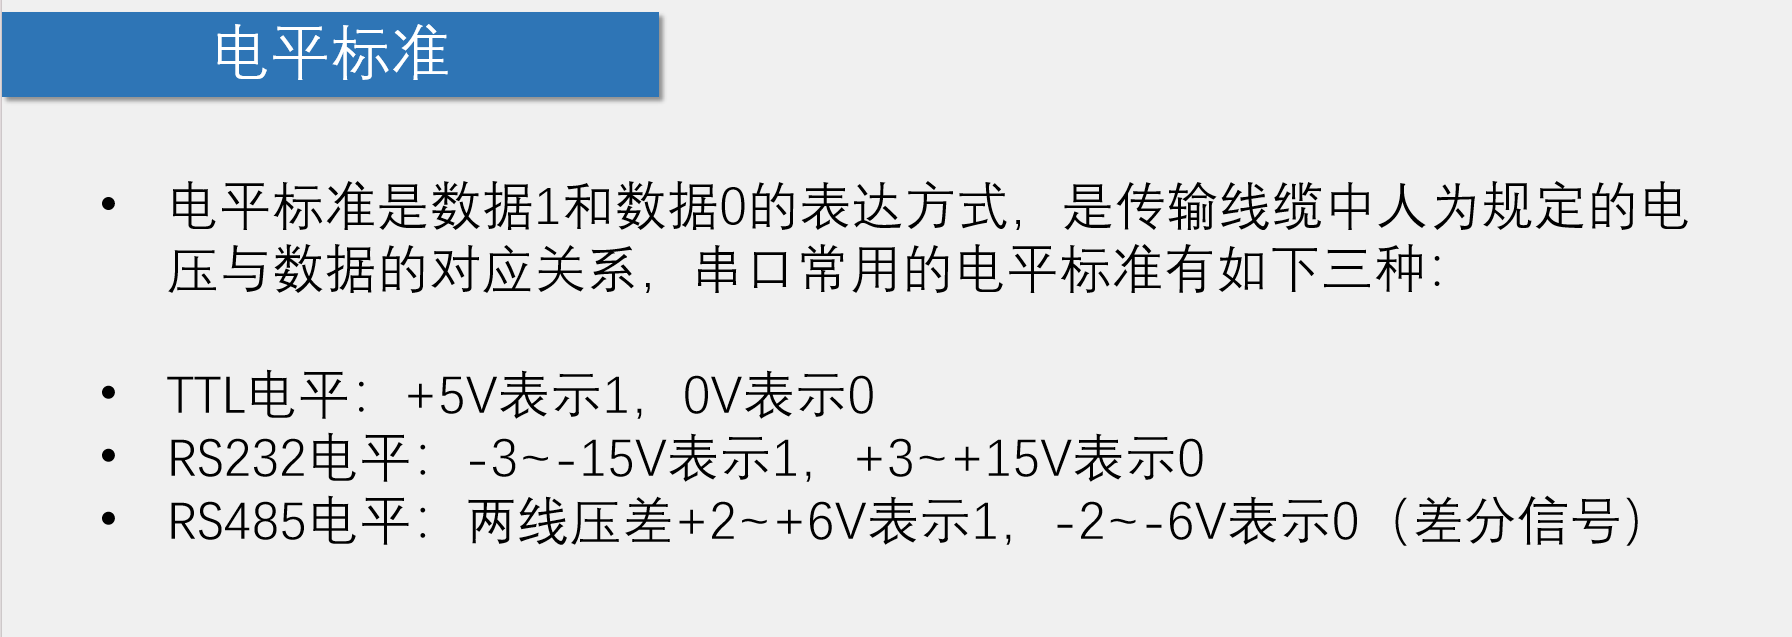 电平标准
• 电平标准是数据1和数据0的表达方式，是传输线缆中人为规定的电
压与数据的对应关系，串口常用的电平标准有如下三种：
• TTL电平：+5V表示1，0V表示0
• RS232电平：-3~-15V表示1，+3~+15V表示0
• RS485电平：两线压差+2~+6V表示1，-2~-6V表示0（差分信号）